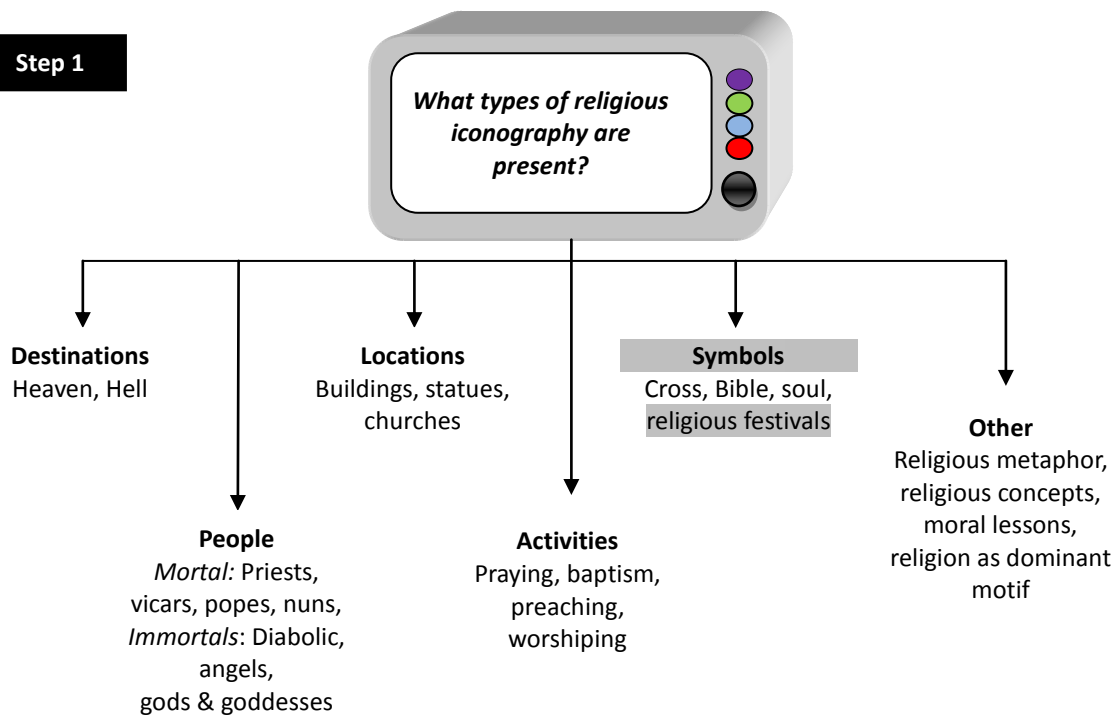 Step 1
What types of religious
iconography are
present?
Destinations
Heaven, Hell
Locations
Buildings, statues,
churches
Symbols
Cross, Bible, soul,
religious festivals
Other
Religious metaphor,
religious concepts,
moral lessons,
religion as dominant
motif
People
Mortal: Priests,
vicars, popes, nuns,
Immortals: Diabolic,
angels,
gods & goddesses
Activities
Praying, baptism,
preaching,
worshiping